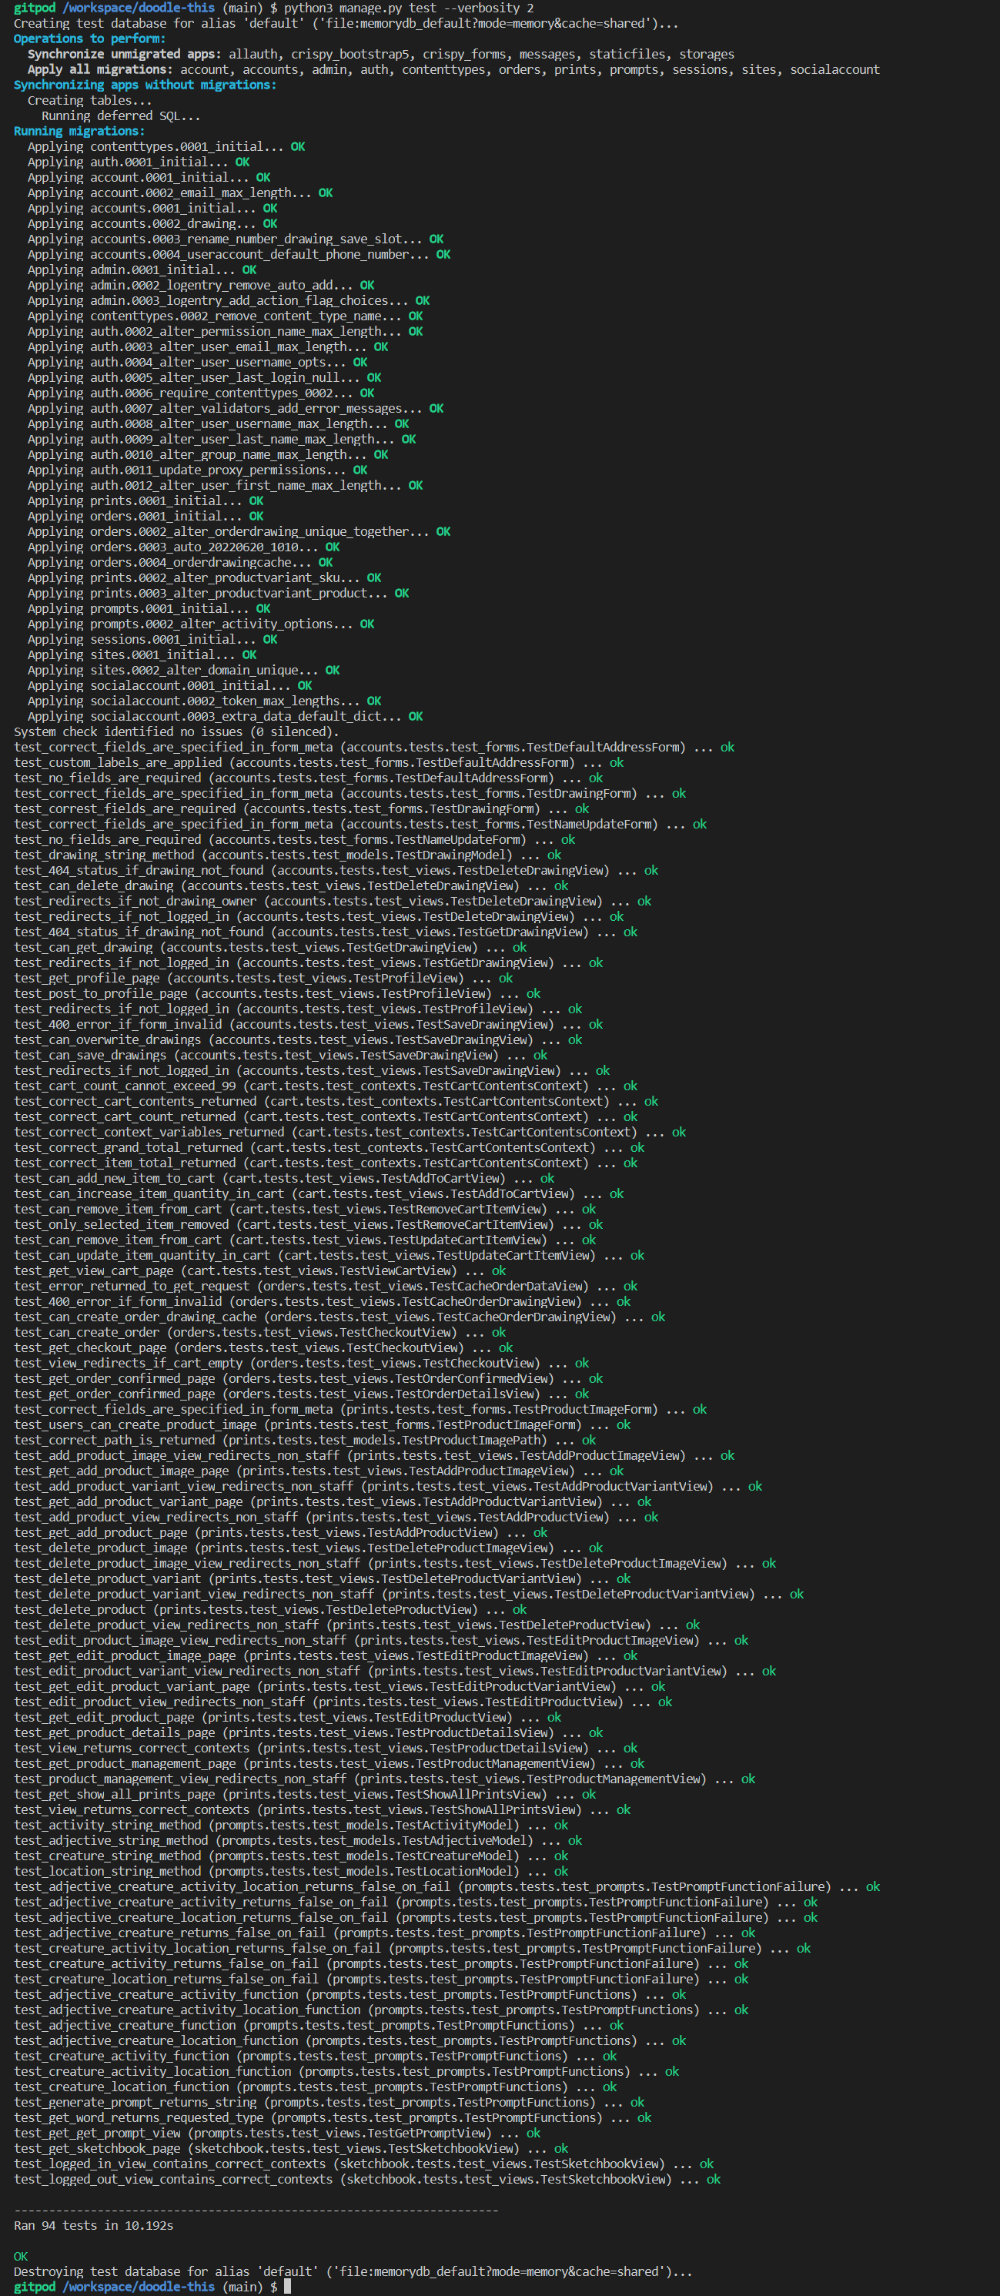 gitpod /workspace/doodle-this (main) $ python3 manage.py test --verbosity 2
Creating test database for alias 'default' ('file:memorydb_default?mode=memory&cache=shared')...
Operations to perform:
  Synchronize unmigrated apps: allauth, crispy_bootstrap5, crispy_forms, messages, staticfiles, storages
  Apply all migrations: account, accounts, admin, auth, contenttypes, orders, prints, prompts, sessions, sites, socialaccount
Synchronizing apps without migrations:
  Creating tables...
    Running deferred SQL...
Running migrations:
  Applying contenttypes.0001_initial... OK
  Applying auth.0001_initial... OK
  Applying account.0001_initial... OK
  Applying account.0002_email_max_length... OK
  Applying accounts.0001_initial... OK
  Applying accounts.0002_drawing... OK
  Applying accounts.0003_rename_number_drawing_save_slot... OK
  Applying accounts.0004_useraccount_default_phone_number... OK
  Applying admin.0001_initial... OK
  Applying admin.0002_logentry_remove_auto_add... OK
  Applying admin.0003_logentry_add_action_flag_choices... OK
  Applying contenttypes.0002_remove_content_type_name... OK
  Applying auth.0002_alter_permission_name_max_length... OK
  Applying auth.0003_alter_user_email_max_length... OK
  Applying auth.0004_alter_user_username_opts... OK
  Applying auth.0005_alter_user_last_login_null... OK
  Applying auth.0006_require_contenttypes_0002... OK
  Applying auth.0007_alter_validators_add_error_messages... OK
  Applying auth.0008_alter_user_username_max_length... OK
  Applying auth.0009_alter_user_last_name_max_length... OK
  Applying auth.0010_alter_group_name_max_length... OK
  Applying auth.0011_update_proxy_permissions... OK
  Applying auth.0012_alter_user_first_name_max_length... OK
  Applying prints.0001_initial... OK
  Applying orders.0001_initial... OK
  Applying orders.0002_alter_orderdrawing_unique_together... OK
  Applying orders.0003_auto_20220620_1010... OK
  Applying orders.0004_orderdrawingcache... OK
  Applying prints.0002_alter_productvariant_sku... OK
  Applying prints.0003_alter_productvariant_product... OK
  Applying prompts.0001_initial... OK
  Applying prompts.0002_alter_activity_options... OK
  Applying sessions.0001_initial... OK
  Applying sites.0001_initial... OK
  Applying sites.0002_alter_domain_unique... OK
  Applying socialaccount.0001_initial... OK
  Applying socialaccount.0002_token_max_lengths... OK
  Applying socialaccount.0003_extra_data_default_dict... OK
System check identified no issues (0 silenced).
test_correct_fields_are_specified_in_form_meta (accounts.tests.test_forms.TestDefaultAddressForm) ... ok
test_custom_labels_are_applied (accounts.tests.test_forms.TestDefaultAddressForm) ... ok
test_no_fields_are_required (accounts.tests.test_forms.TestDefaultAddressForm) ... ok
test_correct_fields_are_specified_in_form_meta (accounts.tests.test_forms.TestDrawingForm) ... ok
test_correst_fields_are_required (accounts.tests.test_forms.TestDrawingForm) ... ok
test_correct_fields_are_specified_in_form_meta (accounts.tests.test_forms.TestNameUpdateForm) ... ok
test_no_fields_are_required (accounts.tests.test_forms.TestNameUpdateForm) ... ok
test_drawing_string_method (accounts.tests.test_models.TestDrawingModel) ... ok
test_404_status_if_drawing_not_found (accounts.tests.test_views.TestDeleteDrawingView) ... ok
test_can_delete_drawing (accounts.tests.test_views.TestDeleteDrawingView) ... ok
test_redirects_if_not_drawing_owner (accounts.tests.test_views.TestDeleteDrawingView) ... ok
test_redirects_if_not_logged_in (accounts.tests.test_views.TestDeleteDrawingView) ... ok
test_404_status_if_drawing_not_found (accounts.tests.test_views.TestGetDrawingView) ... ok
test_can_get_drawing (accounts.tests.test_views.TestGetDrawingView) ... ok
test_redirects_if_not_logged_in (accounts.tests.test_views.TestGetDrawingView) ... ok
test_get_profile_page (accounts.tests.test_views.TestProfileView) ... ok
test_post_to_profile_page (accounts.tests.test_views.TestProfileView) ... ok
test_redirects_if_not_logged_in (accounts.tests.test_views.TestProfileView) ... ok
test_400_error_if_form_invalid (accounts.tests.test_views.TestSaveDrawingView) ... ok
test_can_overwrite_drawings (accounts.tests.test_views.TestSaveDrawingView) ... ok
test_can_save_drawings (accounts.tests.test_views.TestSaveDrawingView) ... ok
test_redirects_if_not_logged_in (accounts.tests.test_views.TestSaveDrawingView) ... ok
test_cart_count_cannot_exceed_99 (cart.tests.test_contexts.TestCartContentsContext) ... ok
test_correct_cart_contents_returned (cart.tests.test_contexts.TestCartContentsContext) ... ok
test_correct_cart_count_returned (cart.tests.test_contexts.TestCartContentsContext) ... ok
test_correct_context_variables_returned (cart.tests.test_contexts.TestCartContentsContext) ... ok
test_correct_grand_total_returned (cart.tests.test_contexts.TestCartContentsContext) ... ok
test_correct_item_total_returned (cart.tests.test_contexts.TestCartContentsContext) ... ok
test_can_add_new_item_to_cart (cart.tests.test_views.TestAddToCartView) ... ok
test_can_increase_item_quantity_in_cart (cart.tests.test_views.TestAddToCartView) ... ok
test_can_remove_item_from_cart (cart.tests.test_views.TestRemoveCartItemView) ... ok
test_only_selected_item_removed (cart.tests.test_views.TestRemoveCartItemView) ... ok
test_can_remove_item_from_cart (cart.tests.test_views.TestUpdateCartItemView) ... ok
test_can_update_item_quantity_in_cart (cart.tests.test_views.TestUpdateCartItemView) ... ok
test_get_view_cart_page (cart.tests.test_views.TestViewCartView) ... ok
test_error_returned_to_get_request (orders.tests.test_views.TestCacheOrderDataView) ... ok
test_400_error_if_form_invalid (orders.tests.test_views.TestCacheOrderDrawingView) ... ok
test_can_create_order_drawing_cache (orders.tests.test_views.TestCacheOrderDrawingView) ... ok
test_can_create_order (orders.tests.test_views.TestCheckoutView) ... ok
test_get_checkout_page (orders.tests.test_views.TestCheckoutView) ... ok
test_view_redirects_if_cart_empty (orders.tests.test_views.TestCheckoutView) ... ok
test_get_order_confirmed_page (orders.tests.test_views.TestOrderConfirmedView) ... ok
test_get_order_confirmed_page (orders.tests.test_views.TestOrderDetailsView) ... ok
test_correct_fields_are_specified_in_form_meta (prints.tests.test_forms.TestProductImageForm) ... ok
test_users_can_create_product_image (prints.tests.test_forms.TestProductImageForm) ... ok
test_correct_path_is_returned (prints.tests.test_models.TestProductImagePath) ... ok
test_add_product_image_view_redirects_non_staff (prints.tests.test_views.TestAddProductImageView) ... ok
test_get_add_product_image_page (prints.tests.test_views.TestAddProductImageView) ... ok
test_add_product_variant_view_redirects_non_staff (prints.tests.test_views.TestAddProductVariantView) ... ok
test_get_add_product_variant_page (prints.tests.test_views.TestAddProductVariantView) ... ok
test_add_product_view_redirects_non_staff (prints.tests.test_views.TestAddProductView) ... ok
test_get_add_product_page (prints.tests.test_views.TestAddProductView) ... ok
test_delete_product_image (prints.tests.test_views.TestDeleteProductImageView) ... ok
test_delete_product_image_view_redirects_non_staff (prints.tests.test_views.TestDeleteProductImageView) ... ok
test_delete_product_variant (prints.tests.test_views.TestDeleteProductVariantView) ... ok
test_delete_product_variant_view_redirects_non_staff (prints.tests.test_views.TestDeleteProductVariantView) ... ok
test_delete_product (prints.tests.test_views.TestDeleteProductView) ... ok
test_delete_product_view_redirects_non_staff (prints.tests.test_views.TestDeleteProductView) ... ok
test_edit_product_image_view_redirects_non_staff (prints.tests.test_views.TestEditProductImageView) ... ok
test_get_edit_product_image_page (prints.tests.test_views.TestEditProductImageView) ... ok
test_edit_product_variant_view_redirects_non_staff (prints.tests.test_views.TestEditProductVariantView) ... ok
test_get_edit_product_variant_page (prints.tests.test_views.TestEditProductVariantView) ... ok
test_edit_product_view_redirects_non_staff (prints.tests.test_views.TestEditProductView) ... ok
test_get_edit_product_page (prints.tests.test_views.TestEditProductView) ... ok
test_get_product_details_page (prints.tests.test_views.TestProductDetailsView) ... ok
test_view_returns_correct_contexts (prints.tests.test_views.TestProductDetailsView) ... ok
test_get_product_management_page (prints.tests.test_views.TestProductManagementView) ... ok
test_product_management_view_redirects_non_staff (prints.tests.test_views.TestProductManagementView) ... ok
test_get_show_all_prints_page (prints.tests.test_views.TestShowAllPrintsView) ... ok
test_view_returns_correct_contexts (prints.tests.test_views.TestShowAllPrintsView) ... ok
test_activity_string_method (prompts.tests.test_models.TestActivityModel) ... ok
test_adjective_string_method (prompts.tests.test_models.TestAdjectiveModel) ... ok
test_creature_string_method (prompts.tests.test_models.TestCreatureModel) ... ok
test_location_string_method (prompts.tests.test_models.TestLocationModel) ... ok
test_adjective_creature_activity_location_returns_false_on_fail (prompts.tests.test_prompts.TestPromptFunctionFailure) ... ok
test_adjective_creature_activity_returns_false_on_fail (prompts.tests.test_prompts.TestPromptFunctionFailure) ... ok
test_adjective_creature_location_returns_false_on_fail (prompts.tests.test_prompts.TestPromptFunctionFailure) ... ok
test_adjective_creature_returns_false_on_fail (prompts.tests.test_prompts.TestPromptFunctionFailure) ... ok
test_creature_activity_location_returns_false_on_fail (prompts.tests.test_prompts.TestPromptFunctionFailure) ... ok
test_creature_activity_returns_false_on_fail (prompts.tests.test_prompts.TestPromptFunctionFailure) ... ok
test_creature_location_returns_false_on_fail (prompts.tests.test_prompts.TestPromptFunctionFailure) ... ok
test_adjective_creature_activity_function (prompts.tests.test_prompts.TestPromptFunctions) ... ok
test_adjective_creature_activity_location_function (prompts.tests.test_prompts.TestPromptFunctions) ... ok
test_adjective_creature_function (prompts.tests.test_prompts.TestPromptFunctions) ... ok
test_adjective_creature_location_function (prompts.tests.test_prompts.TestPromptFunctions) ... ok
test_creature_activity_function (prompts.tests.test_prompts.TestPromptFunctions) ... ok
test_creature_activity_location_function (prompts.tests.test_prompts.TestPromptFunctions) ... ok
test_creature_location_function (prompts.tests.test_prompts.TestPromptFunctions) ... ok
test_generate_prompt_returns_string (prompts.tests.test_prompts.TestPromptFunctions) ... ok
test_get_word_returns_requested_type (prompts.tests.test_prompts.TestPromptFunctions) ... ok
test_get_get_prompt_view (prompts.tests.test_views.TestGetPromptView) ... ok
test_get_sketchbook_page (sketchbook.tests.test_views.TestSketchbookView) ... ok
test_logged_in_view_contains_correct_contexts (sketchbook.tests.test_views.TestSketchbookView) ... ok
test_logged_out_view_contains_correct_contexts (sketchbook.tests.test_views.TestSketchbookView) ... ok
----------------------------------------------------------------------
Ran 94 tests in 10.192s
OK
Destroying test database for alias 'default' ('file:memorydb_default?mode=memory&cache=shared')...
gitpod /workspace/doodle-this (main) $